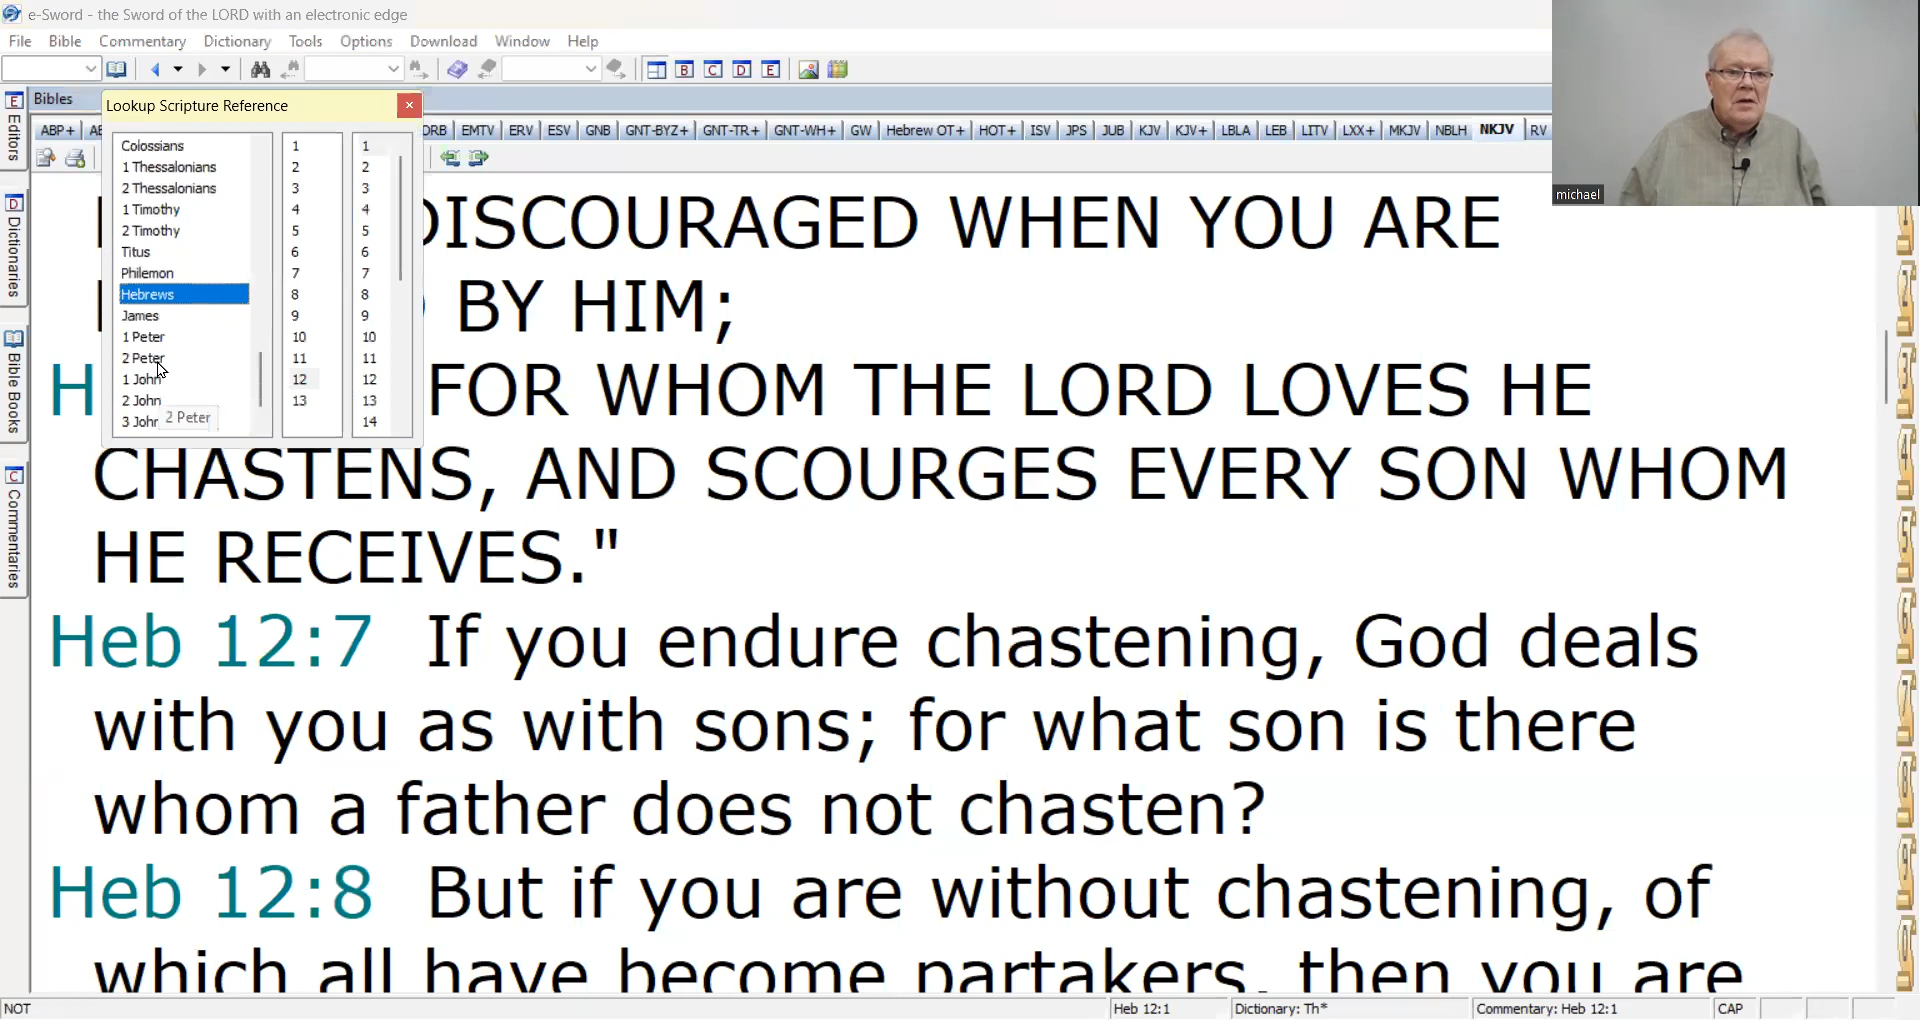 e-Sword - the Sword of the LORD with an electronic edge
File Bible Commentary Dictionary Tools Options Download Window Help
B C D E
E Editors
D Dictionaries
Bible Books
C Commentaries
Bibles
Lookup Scripture Reference
ABP+ ORB EMTV ERV ESV GNB GNT-BYZ+ GNT-TR+ GNT-WH+ GW Hebrew OT+ HOT+ ISV JPS JUB KJV KJV+ LBLA LEB LITV LXX+ MKJV NBLH NKJV RV
Colossians 1 1
1 Thessalonians 2 2
2 Thessalonians 3 3
1 Timothy 4 4
2 Timothy 5 5
Titus 6 6
Philemon 7 7
Hebrews 8 8
James 9 9
1 Peter 10 10
2 Peter 11 11
1 John 12 12
2 John 13 13
3 John 14
2 Peter
michael
DISCOURAGED WHEN YOU ARE
BY HIM;
H FOR WHOM THE LORD LOVES HE
CHASTENS, AND SCOURGES EVERY SON WHOM
HE RECEIVES."
Heb 12:7 If you endure chastening, God deals
with you as with sons; for what son is there
whom a father does not chasten?
Heb 12:8 But if you are without chastening, of
which all have become partakers, then you are
NOT Heb 12:1 Dictionary: Th* Commentary: Heb 12:1 CAP